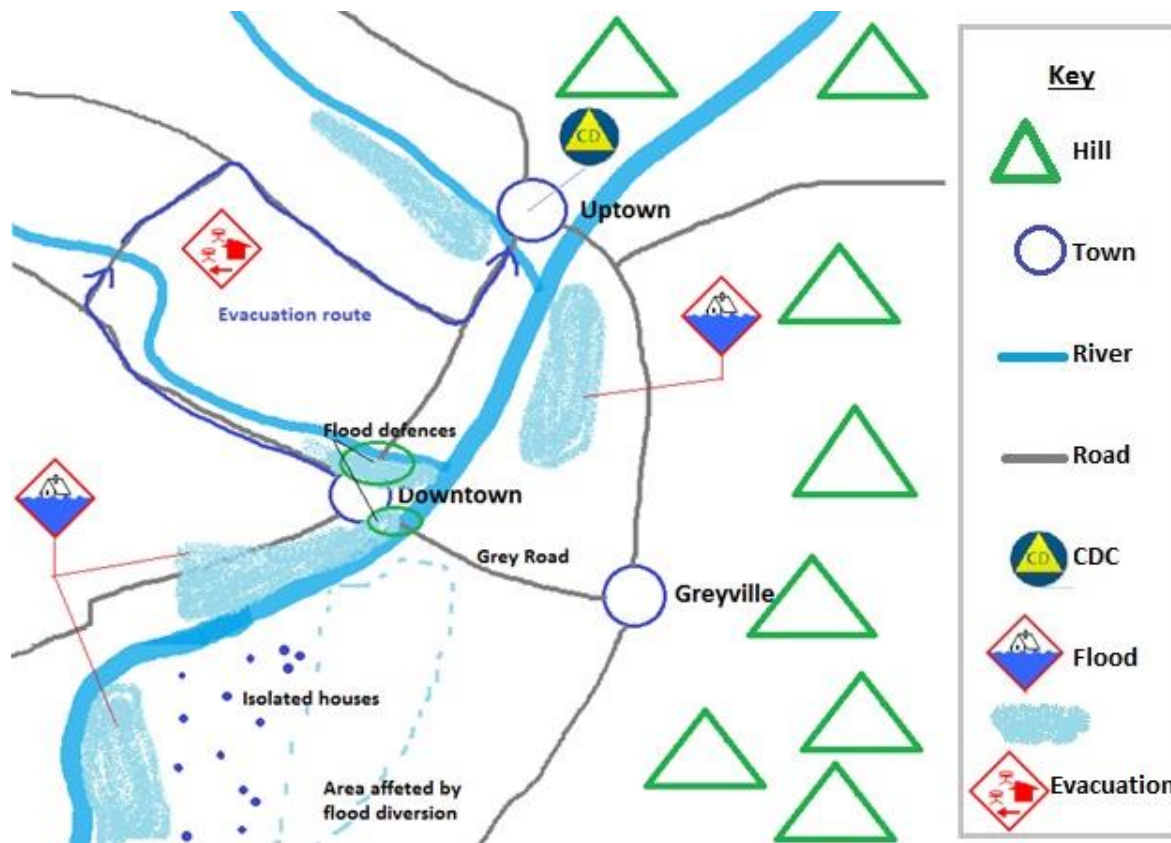 Key
Hill
CD
Uptown
Town
Evacuation route
River
Flood defences
Road
Downtown
Grey Road
CD
CDC
Greyville
Flood
Isolated houses
Area affeted by
flood diversion
Evacuation